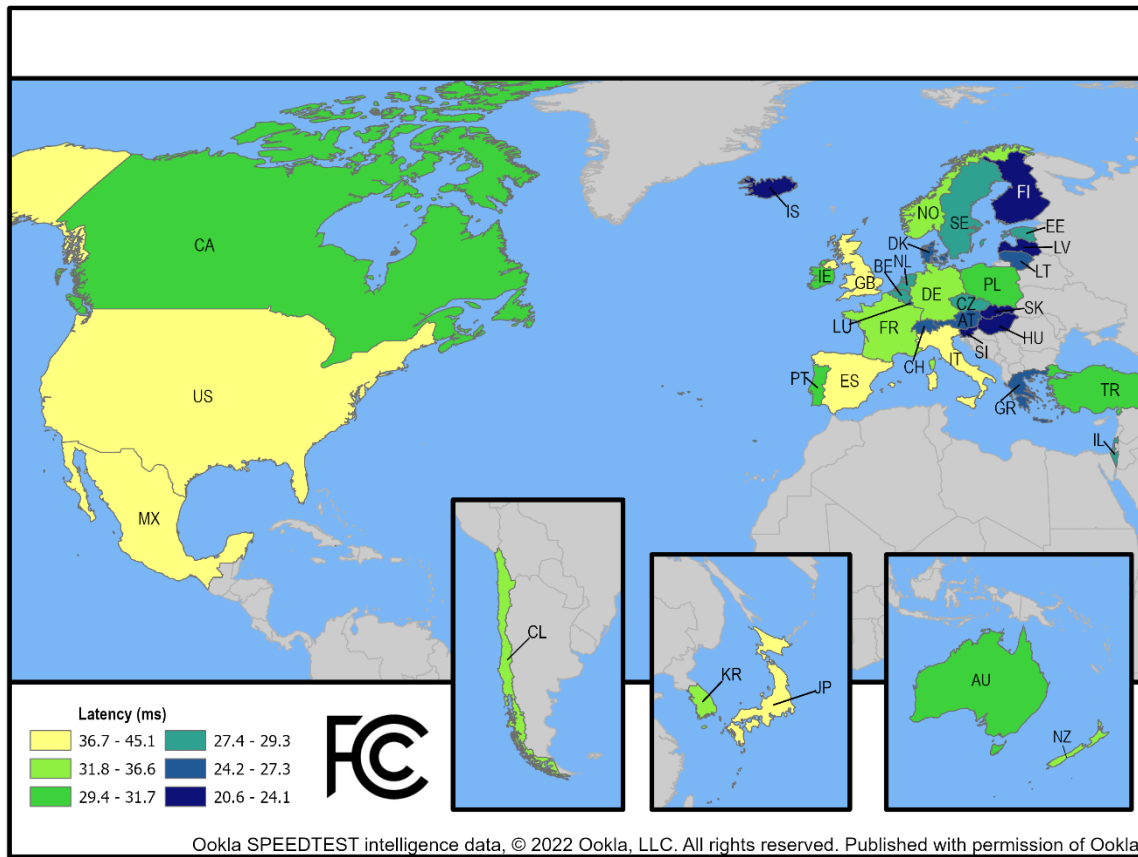 IS
FI
NO
SE
EE
LV
LT
DK
NL
BE
IE
GB
DE
PL
CZ
SK
AT
HU
LU
FR
CH
SI
IT
PT
ES
GR
TR
IL
CA
US
MX
CL
KR
JP
AU
NZ
Latency (ms)
36.7 - 45.1
27.4 - 29.3
31.8 - 36.6
24.2 - 27.3
29.4 - 31.7
20.6 - 24.1
FCC
Ookla SPEEDTEST intelligence data, © 2022 Ookla, LLC. All rights reserved. Published with permission of Ookla